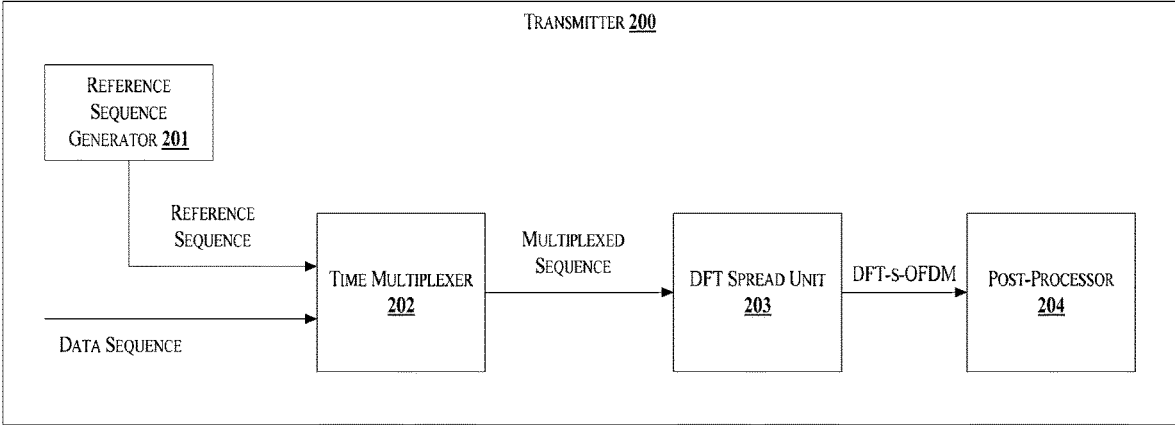 TRANSMITTER 200
REFERENCE
SEQUENCE
GENERATOR 201
REFERENCE
SEQUENCE
DATA SEQUENCE
TIME MULTIPLEXER
202
MULTIPLEXED
SEQUENCE
DFT SPREAD UNIT
203
DFT-S-OFDM
POST-PROCESSOR
204